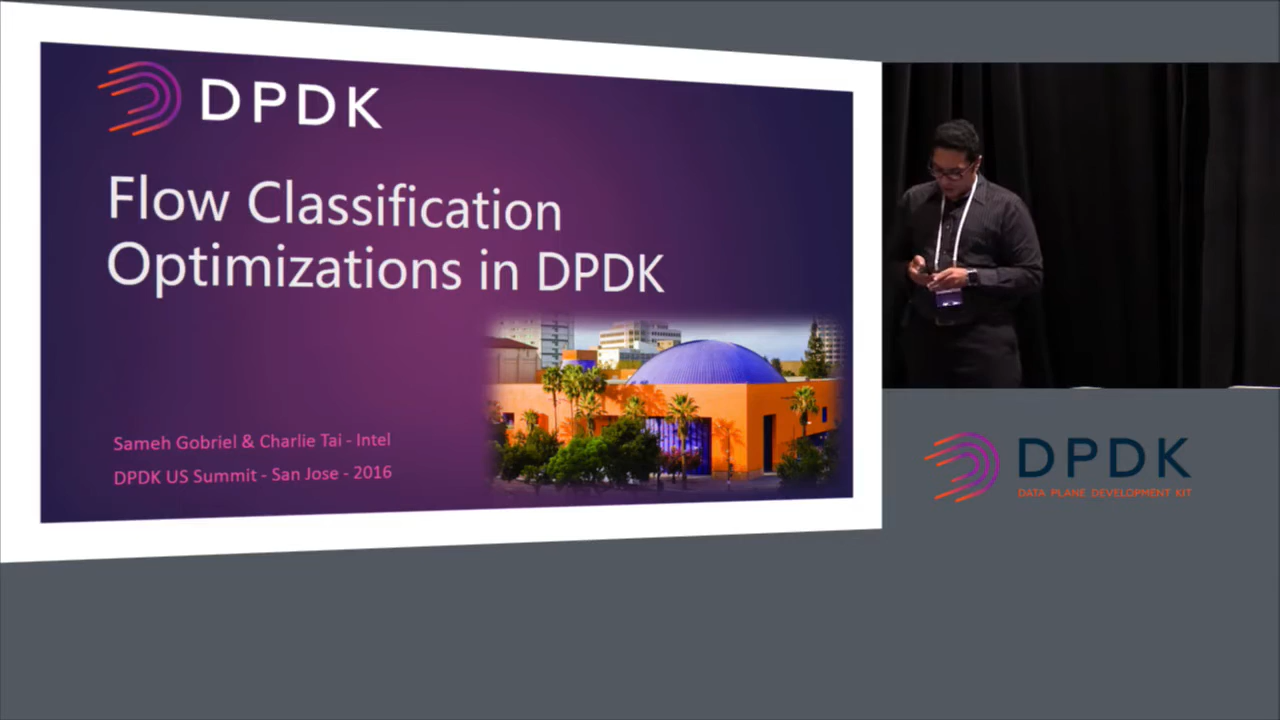 DPDK
Flow Classification
Optimizations in DPDK
Sameh Gobriel & Charlie Tai - Intel
DPDK US Summit - San Jose - 2016
DPDK
DATA PLANE DEVELOPMENT KIT